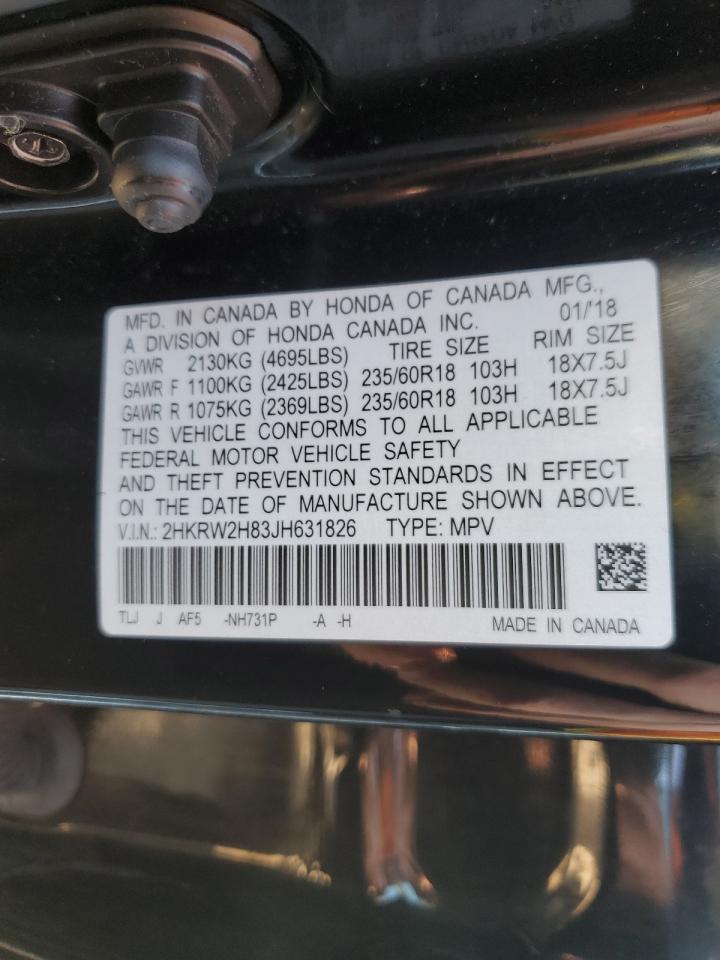 MFD. IN CANADA BY HONDA OF CANADA MFG.,
A DIVISION OF HONDA CANADA INC. 01/'18
GVWR 2130KG (4695LBS) TIRE SIZE RIM SIZE
GAWR F 1100KG (2425LBS) 235/60R18 103H 18X7.5J
GAWR R 1075KG (2369LBS) 235/60R18 103H 18X7.5J
THIS VEHICLE CONFORMS TO ALL APPLICABLE
FEDERAL MOTOR VEHICLE SAFETY
AND THEFT PREVENTION STANDARDS IN EFFECT
ON THE DATE OF MANUFACTURE SHOWN ABOVE.
V.I.N.: 2HKRW2H83JH631826 TYPE: MPV
TLJ J AF5 -NH731P -A -H MADE IN CANADA